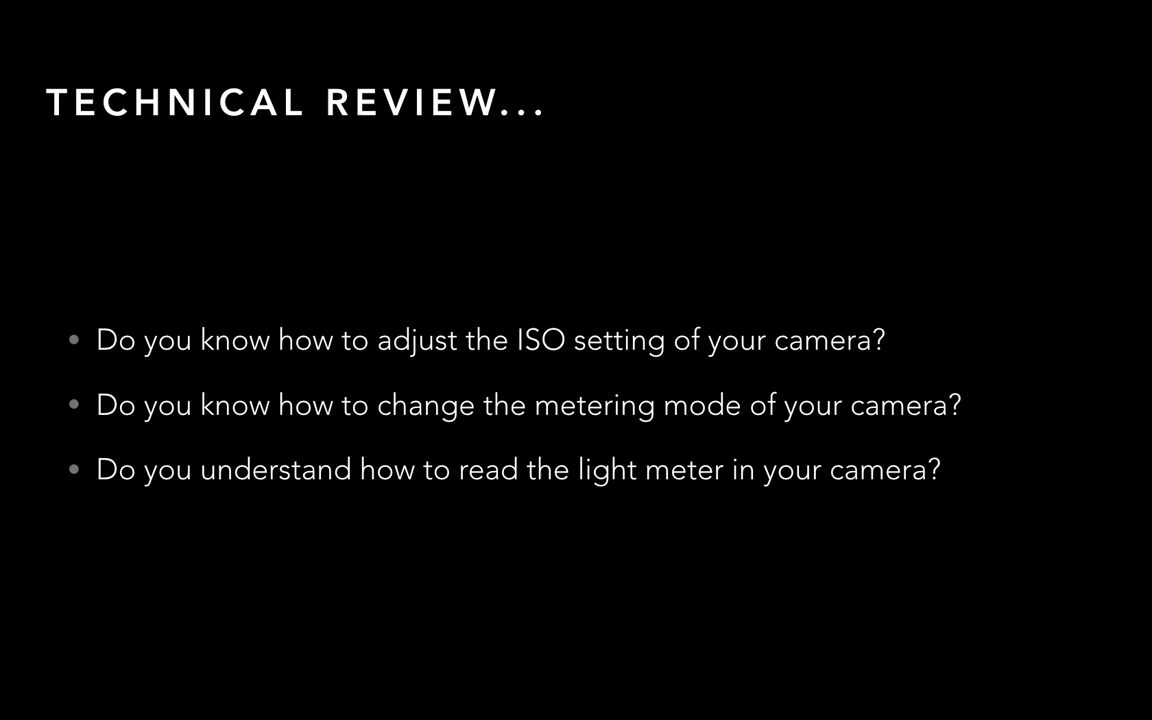 TECHNICAL REVIEW...
• Do you know how to adjust the ISO setting of your camera?
• Do you know how to change the metering mode of your camera?
• Do you understand how to read the light meter in your camera?